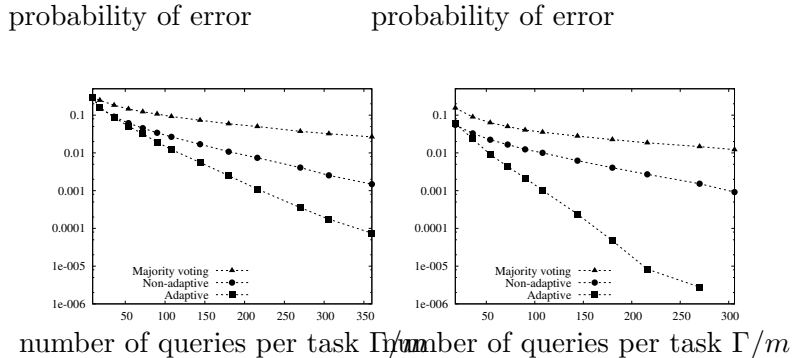 probability of error
probability of error
0.1
0.01
0.001
0.0001
1e-005
1e-006
Majority voting
Non-adaptive
Adaptive
50 100 150 200 250 300 350
0.1
0.01
0.001
0.0001
1e-005
1e-006
Majority voting
Non-adaptive
Adaptive
50 100 150 200 250 300
number of queries per task Γ/m
number of queries per task Γ/m